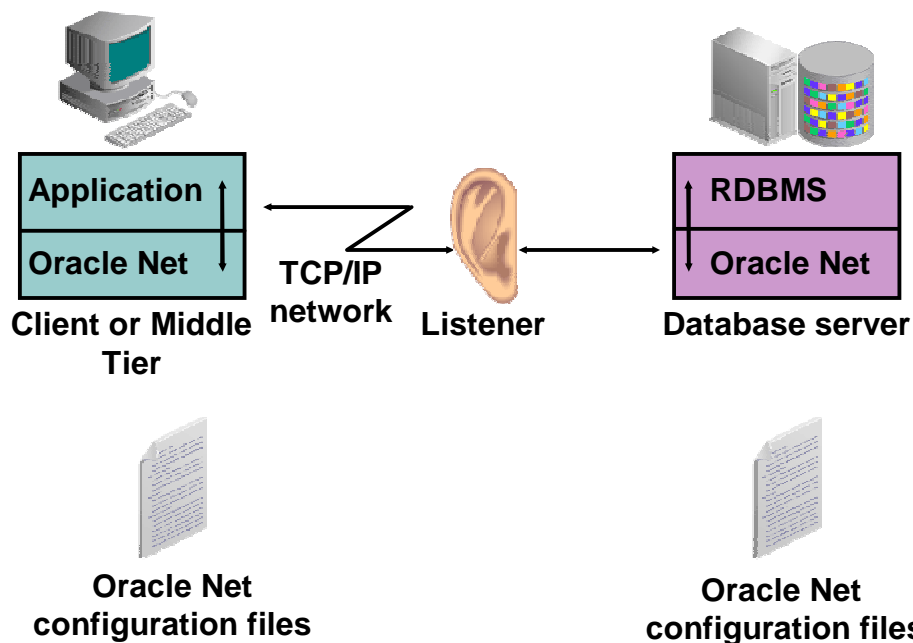 Application
Oracle Net
Client or Middle
Tier
TCP/IP
network
Listener
RDBMS
Oracle Net
Database server
Oracle Net
configuration files
Oracle Net
configuration files